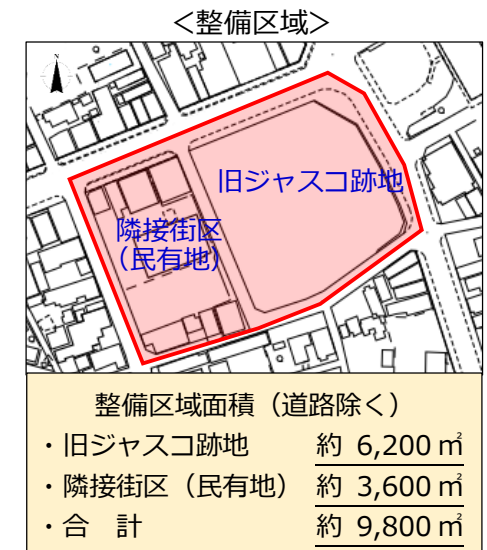 ＜整備区域＞
旧ジャスコ跡地
隣接街区
（民有地）
整備区域面積（道路除く）
・旧ジャスコ跡地 約 6,200 ㎡
・隣接街区（民有地） 約 3,600 ㎡
・合 計 約 9,800 ㎡